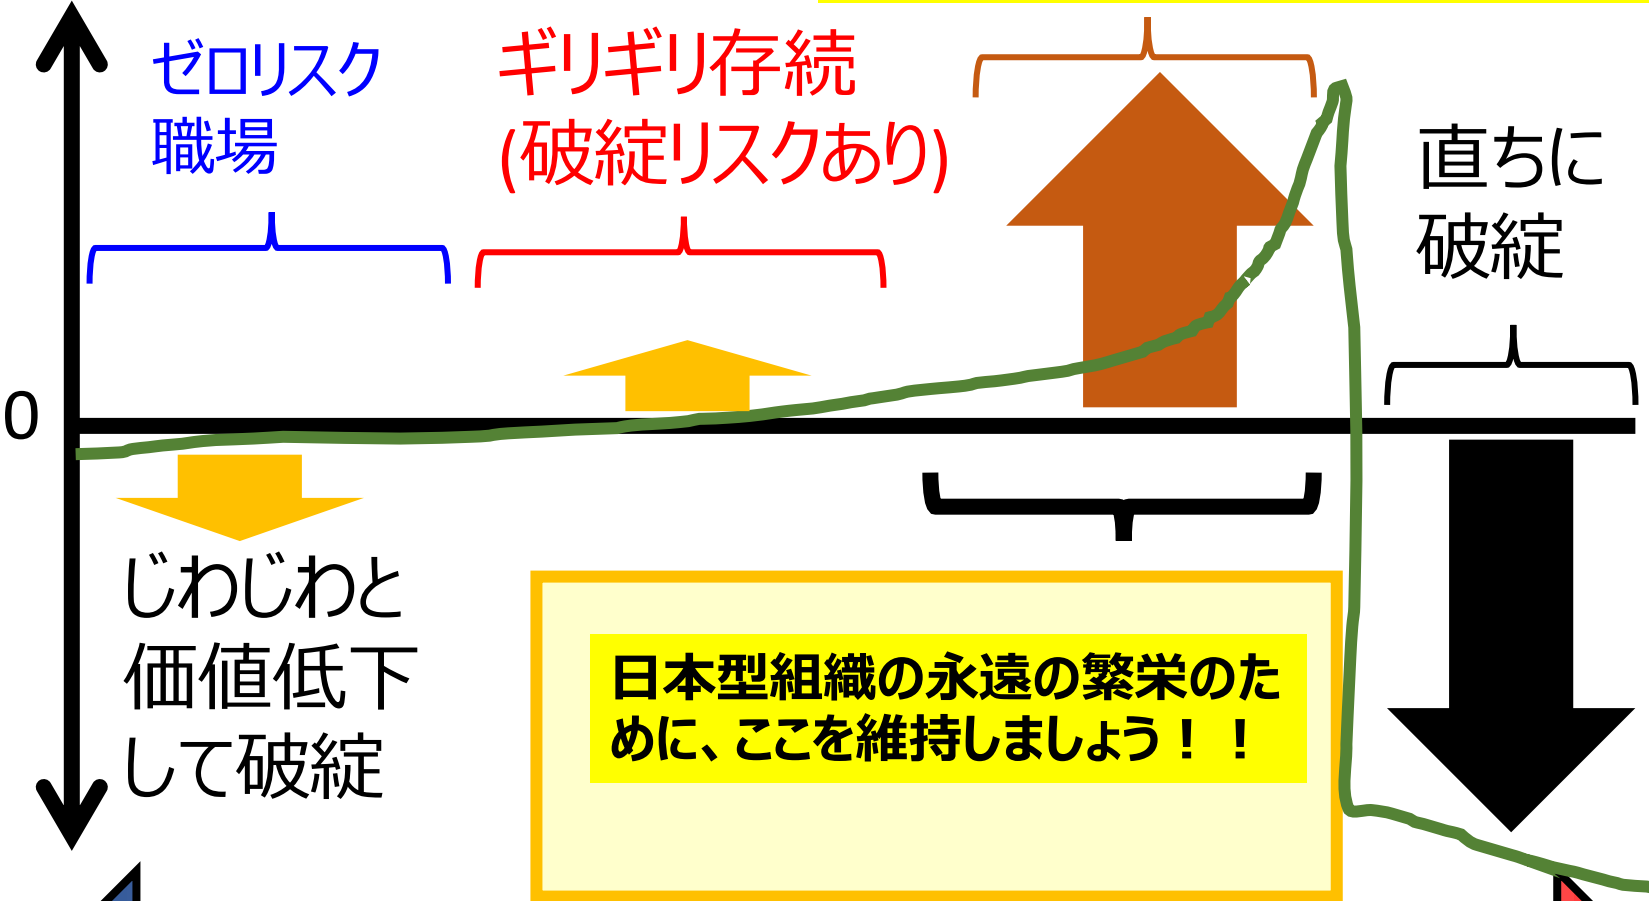 ゼロリスク
職場
ギリギリ存続
(破綻リスクあり)
直ちに
破綻
0
じわじわと
価値低下
して破綻
日本型組織の永遠の繁栄のた
めに、ここを維持しましょう！！